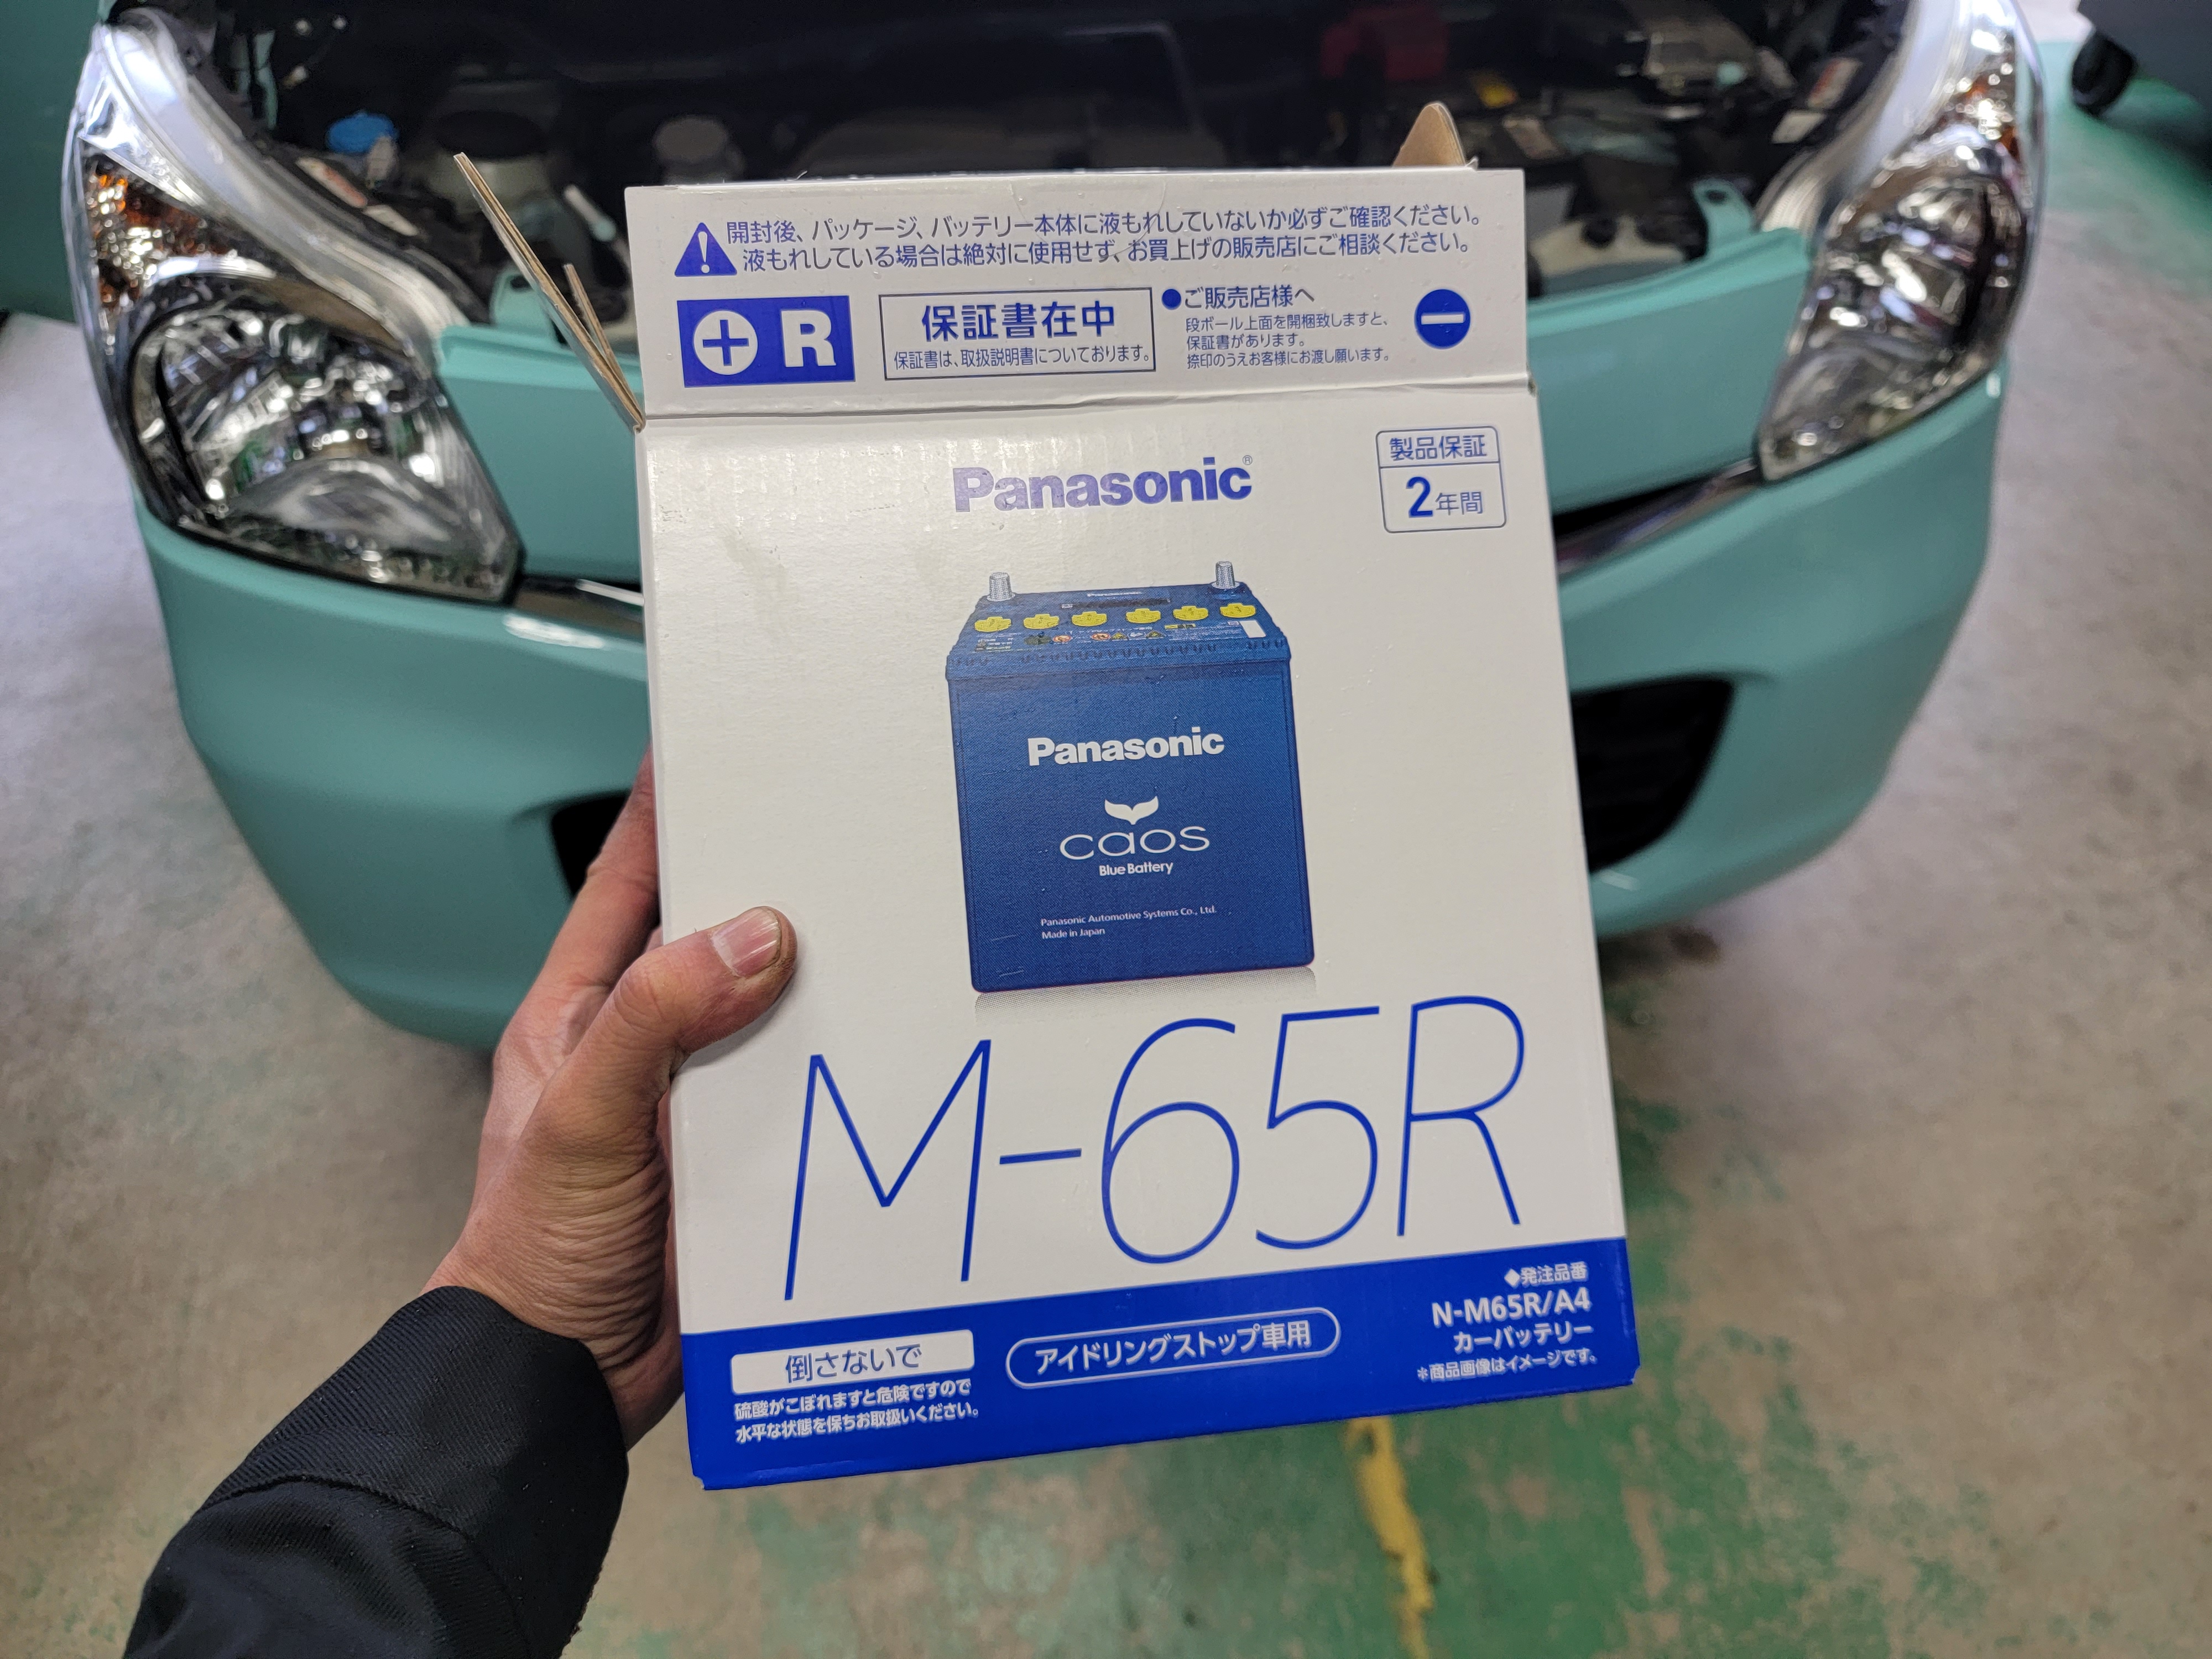 開封後、パッケージ、バッテリー本体に液もれしていないか必ずご確認ください。
液もれしている場合は絶対に使用せず、お買上げの販売店にご相談ください。
R
保証書在中
保証書は、取扱説明書についております。
●ご販売店様へ
段ボール上面を開梱致しますと、
保証書があります。
捺印のうえお客様にお渡し願います。
Panasonic®
製品保証
2年間
Panasonic
caos
Blue Battery
Panasonic Automotive Systems Co., Ltd.
Made in Japan
M-65R
倒さないで
硫酸がこぼれますと危険ですので
水平な状態を保ちお取扱いください。
アイドリングストップ車用
◆発注品番
N-M65R/A4
カーバッテリー
＊商品画像はイメージです。